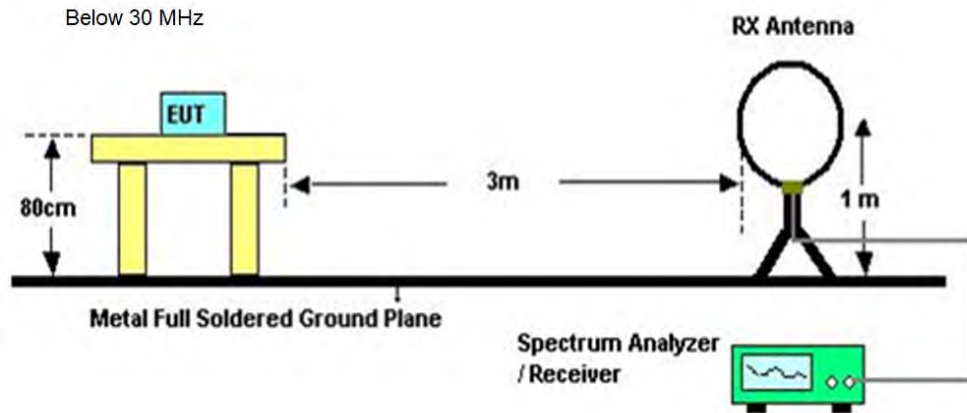 Below 30 MHz
RX Antenna
EUT
3m
80cm
1 m
Metal Full Soldered Ground Plane
Spectrum Analyzer
/ Receiver